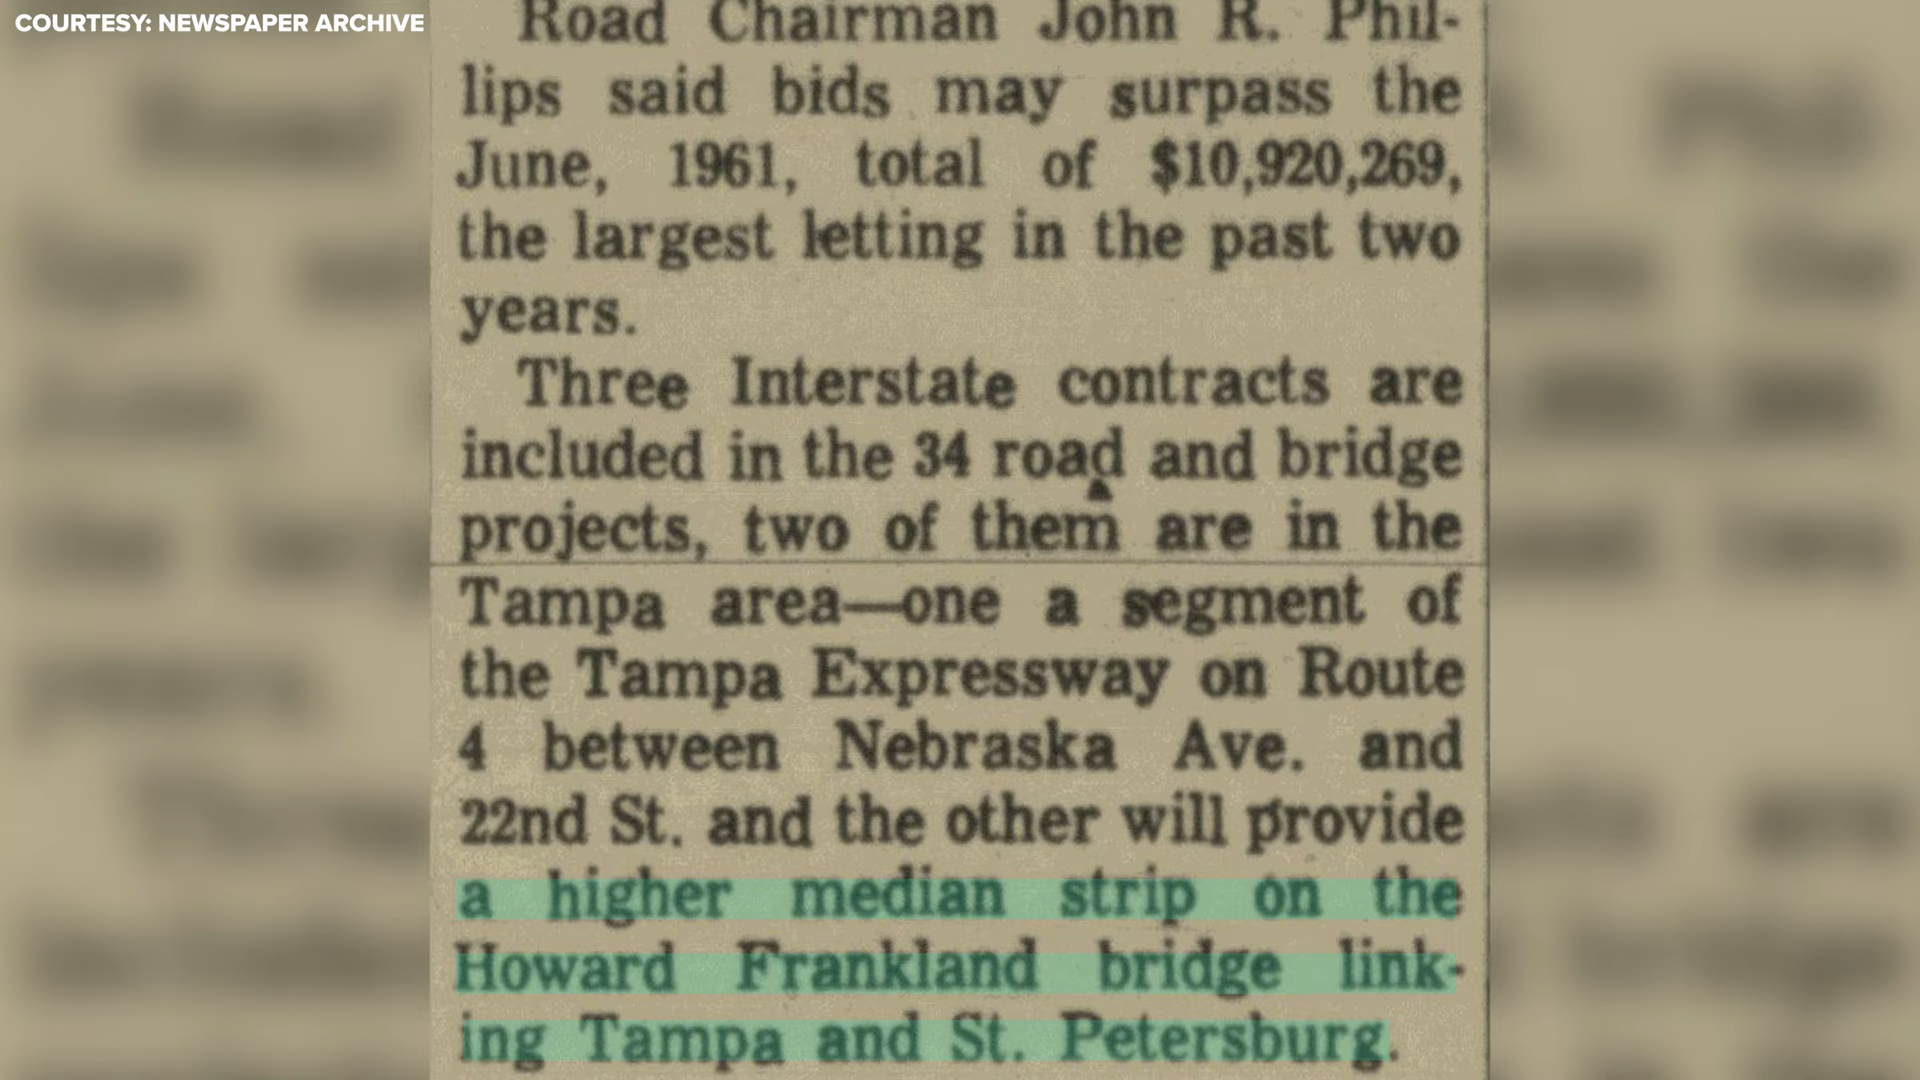 COURTESY: NEWSPAPER ARCHIVE
Road Chairman John R. Phil-
lips said bids may surpass the
June, 1961, total of $10,920,269,
the largest letting in the past two
years.
Three Interstate contracts are
included in the 34 road and bridge
projects, two of them are in the
Tampa area—one a segment of
the Tampa Expressway on Route
4 between Nebraska Ave. and
22nd St. and the other will provide
a higher median strip on the
Howard Frankland bridge link-
ing Tampa and St. Petersburg.